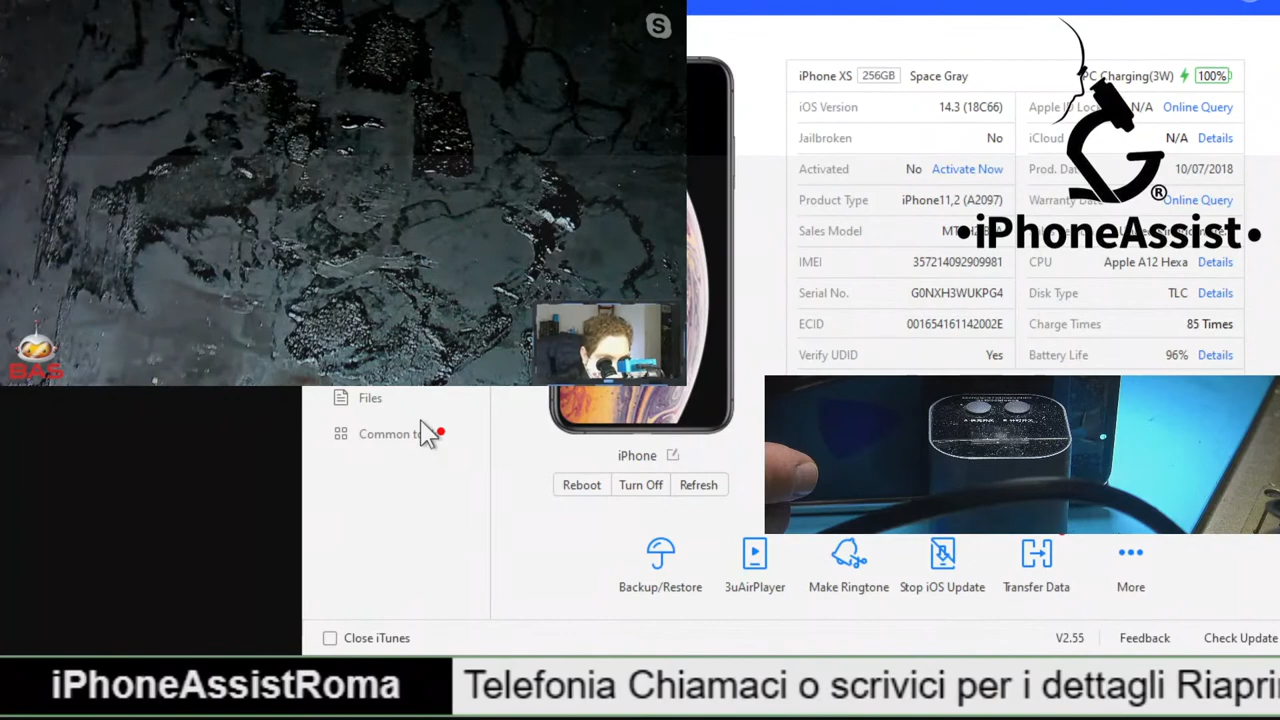 iPhone XS 256GB Space Gray PC Charging(3W) 100%
iOS Version 14.3 (18C66) N/A Online Query
Jailbroken No iCloud N/A Details
Activated No Activate Now 10/07/2018
Product Type iPhone11,2 (A2097) Online Query
Sales Model
®
•iPhoneAssist•
IMEI 357214092909981 CPU Apple A12 Hexa Details
Serial No. G0NXH3WUKPG4 Disk Type TLC Details
ECID 001654161142002E Charge Times 85 Times
Verify UDID Yes Battery Life 96% Details
BAS
Files
Common
iPhone
Reboot Turn Off Refresh
Backup/Restore 3uAirPlayer Make Ringtone Stop iOS Update Transfer Data More
Close iTunes V2.55 Feedback Check Update
iPhoneAssistRoma Telefonia Chiamaci o scrivici per i dettagli